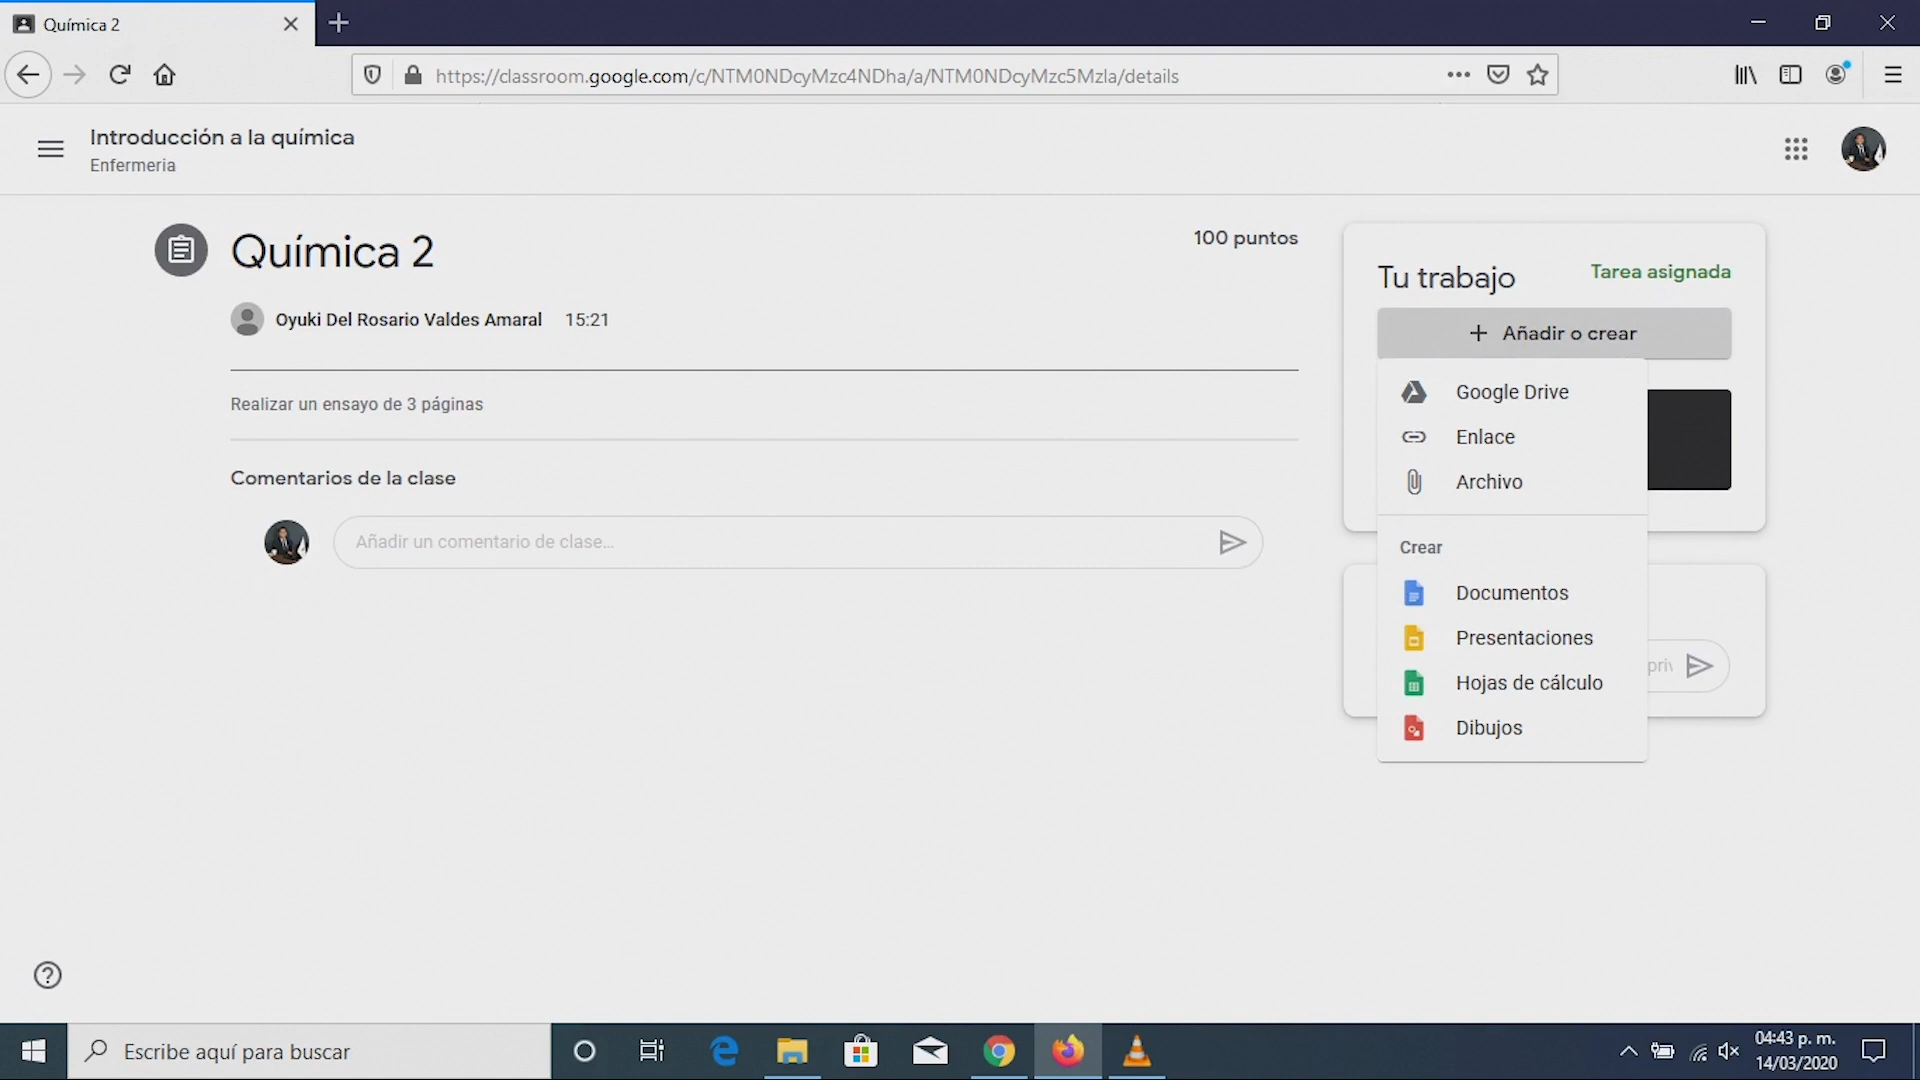 Química 2
https://classroom.google.com/c/NTM0NDcyMzc4NDha/a/NTM0NDcyMzc5Mzla/details
Introducción a la química
Enfermeria
Química 2
100 puntos
Oyuki Del Rosario Valdes Amaral 15:21
Realizar un ensayo de 3 páginas
Comentarios de la clase
Añadir un comentario de clase...
Tu trabajo
Tarea asignada
+ Añadir o crear
Google Drive
Enlace
Archivo
Crear
Documentos
Presentaciones
Hojas de cálculo
Dibujos
priv
Escribe aquí para buscar
04:43 p. m.
14/03/2020